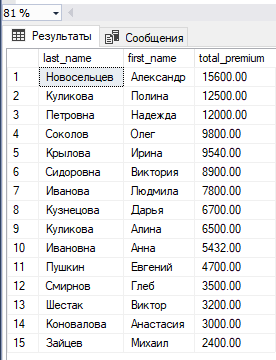 81 %
Результаты Сообщения
last_name first_name total_premium
1 Новосельцев Александр 15600.00
2 Куликова Полина 12500.00
3 Петровна Надежда 12000.00
4 Соколов Олег 9800.00
5 Крылова Ирина 9540.00
6 Сидоровна Виктория 8900.00
7 Иванова Людмила 7800.00
8 Кузнецова Дарья 6700.00
9 Куликова Алина 6500.00
10 Ивановна Анна 5432.00
11 Пушкин Евгений 4700.00
12 Смирнов Глеб 3500.00
13 Шестак Виктор 3200.00
14 Коновалова Анастасия 3000.00
15 Зайцев Михаил 2400.00